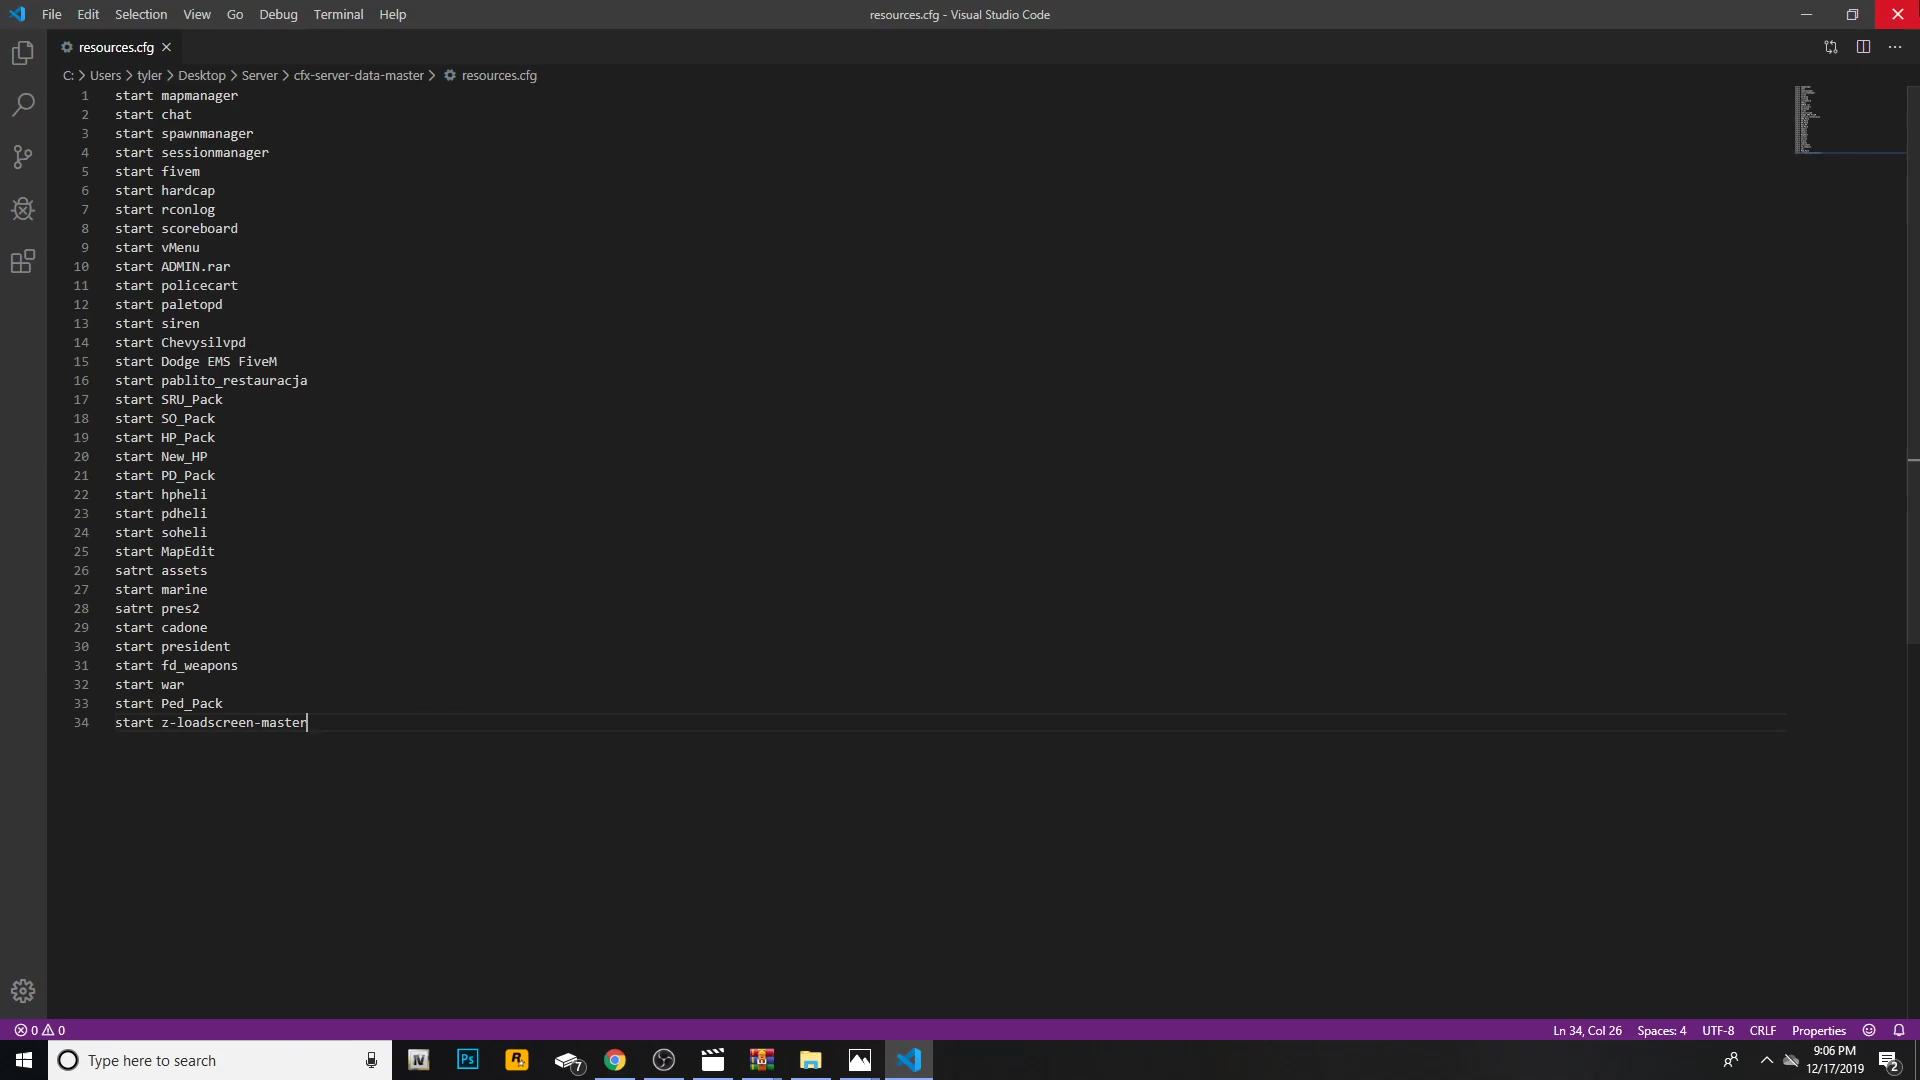 File Edit Selection View Go Debug Terminal Help
resources.cfg - Visual Studio Code
resources.cfg
C: > Users > tyler > Desktop > Server > cfx-server-data-master > resources.cfg
1 start mapmanager
2 start chat
3 start spawnmanager
4 start sessionmanager
5 start fivem
6 start hardcap
7 start rconlog
8 start scoreboard
9 start vMenu
10 start ADMIN.rar
11 start policecart
12 start paletopd
13 start siren
14 start Chevysilvpd
15 start Dodge EMS FiveM
16 start pablito_restauracja
17 start SRU_Pack
18 start SO_Pack
19 start HP_Pack
20 start New_HP
21 start PD_Pack
22 start hpheli
23 start pdheli
24 start soheli
25 start MapEdit
26 satrt assets
27 start marine
28 satrt pres2
29 start cadone
30 start president
31 start fd_weapons
32 start war
33 start Ped_Pack
34 start z-loadscreen-master
0 0 Ln 34, Col 26 Spaces: 4 UTF-8 CRLF Properties
Type here to search
IV Ps R 7
9:06 PM
12/17/2019
2